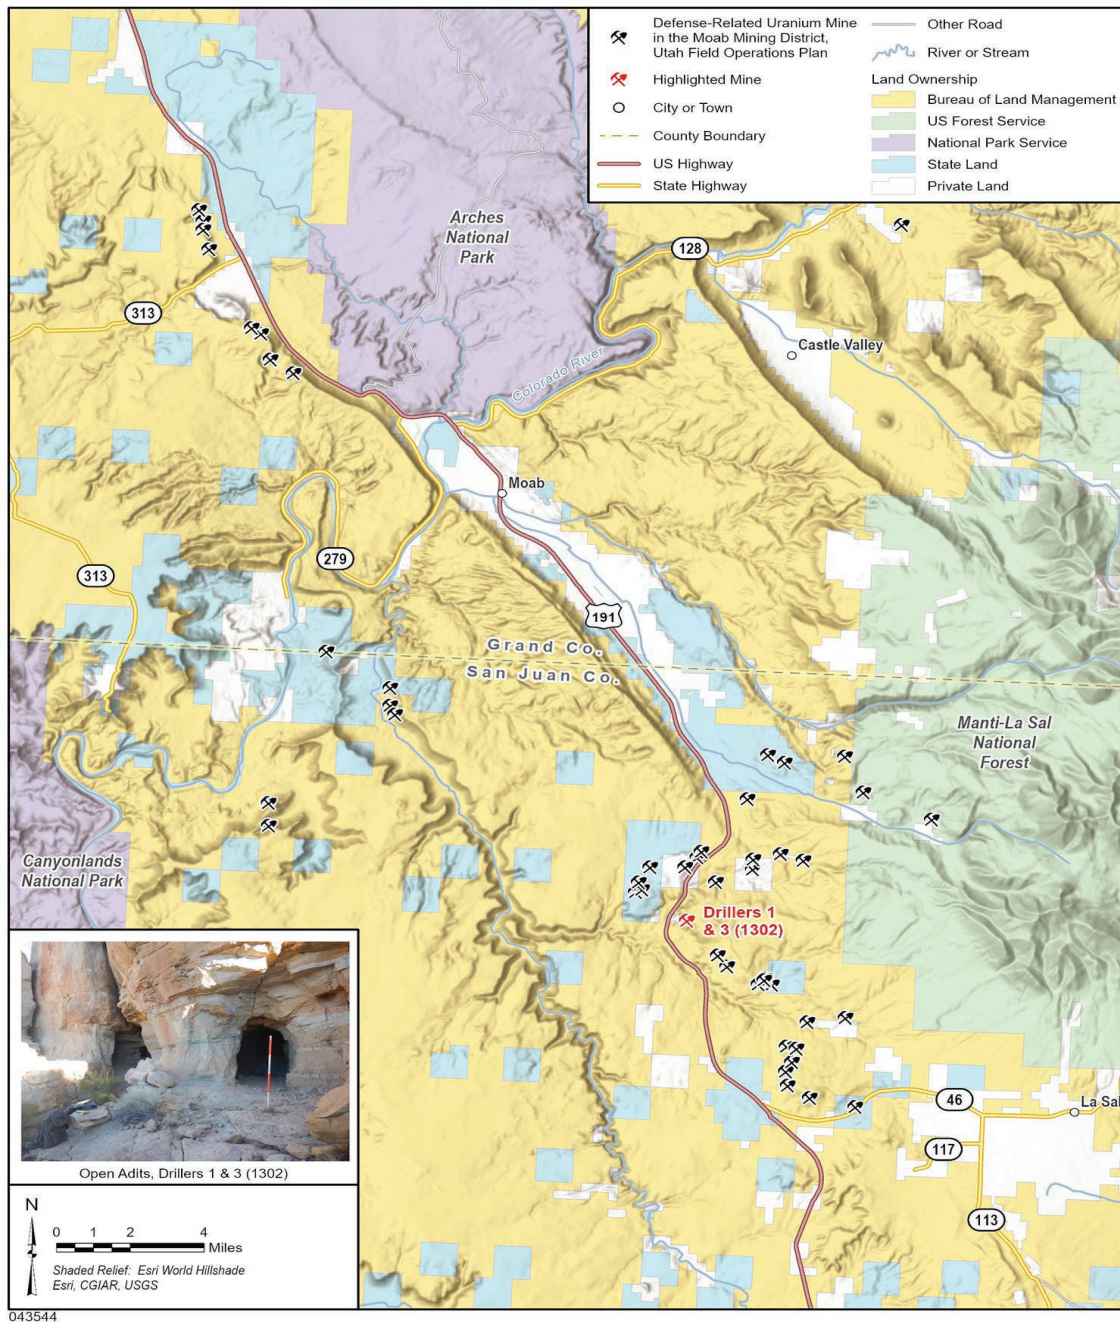 Defense-Related Uranium Mine
in the Moab Mining District,
Utah Field Operations Plan
Highlighted Mine
City or Town
County Boundary
US Highway
State Highway
Other Road
River or Stream
Land Ownership
Bureau of Land Management
US Forest Service
National Park Service
State Land
Private Land
Arches
National
Park
128
313
Castle Valley
Colorado River
Moab
279
313
191
Grand Co.
San Juan Co.
Manti-La Sal
National
Forest
Canyonlands
National Park
Drillers 1
& 3 (1302)
46
La Sal
117
113
Open Adits, Drillers 1 & 3 (1302)
N
0 1 2 4
Miles
Shaded Relief: Esri World Hillshade
Esri, CGIAR, USGS
043544